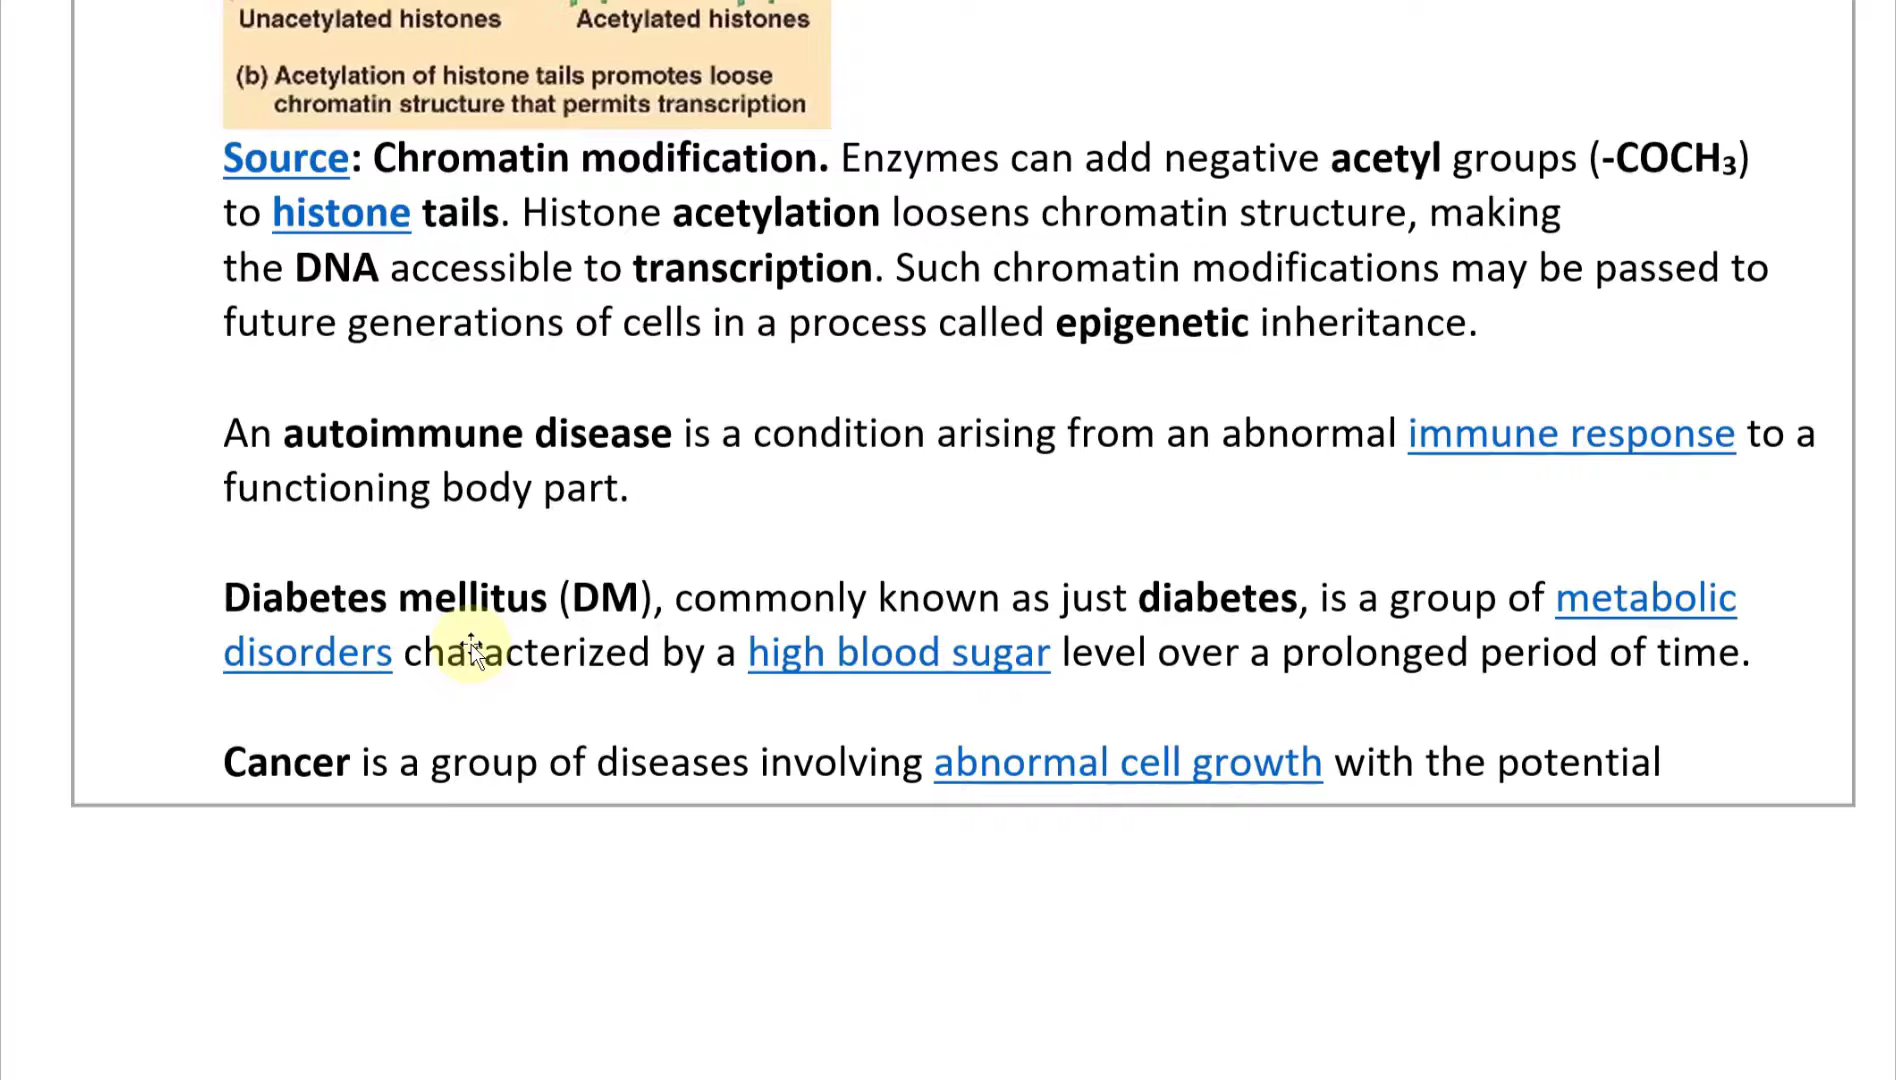 Unacetylated histones Acetylated histones
(b) Acetylation of histone tails promotes loose
chromatin structure that permits transcription
Source: Chromatin modification. Enzymes can add negative acetyl groups (-COCH₃)
to histone tails. Histone acetylation loosens chromatin structure, making
the DNA accessible to transcription. Such chromatin modifications may be passed to
future generations of cells in a process called epigenetic inheritance.
An autoimmune disease is a condition arising from an abnormal immune response to a
functioning body part.
Diabetes mellitus (DM), commonly known as just diabetes, is a group of metabolic
disorders characterized by a high blood sugar level over a prolonged period of time.
Cancer is a group of diseases involving abnormal cell growth with the potential